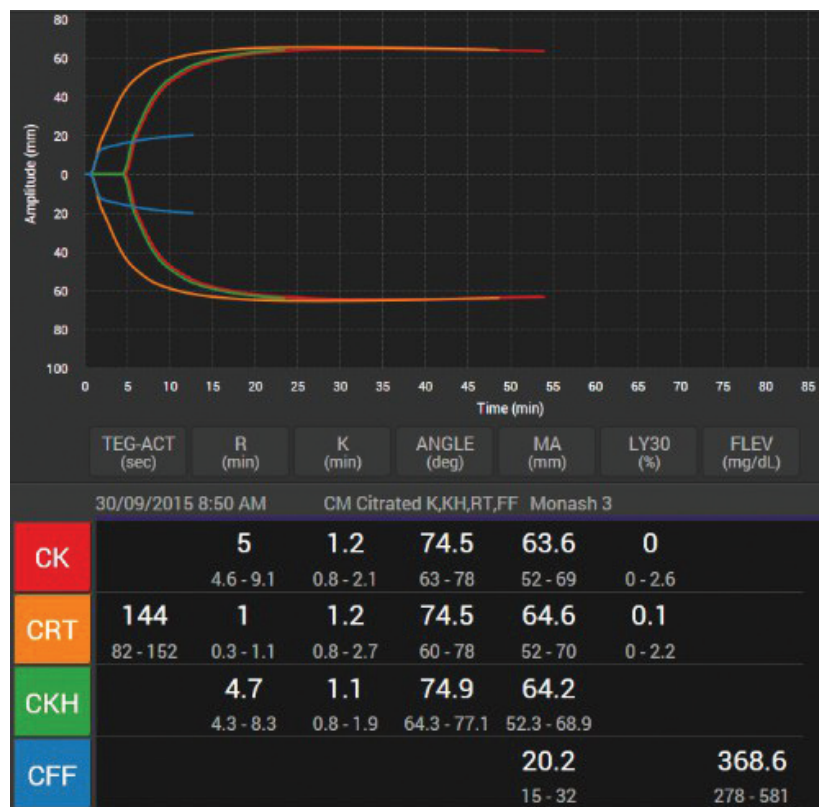 80
60
40
20
0
20
40
60
80
100
Amplitude (mm)
0 5 10 15 20 25 30 35 40 45 50 55 60 65 70 75 80 85
Time (min)
TEG-ACT (sec) R (min) K (min) ANGLE (deg) MA (mm) LY30 (%) FLEV (mg/dL)
30/09/2015 8:50 AM CM Citrated K,KH,RT,FF Monash 3
CK 5 1.2 74.5 63.6 0
4.6 - 9.1 0.8 - 2.1 63 - 78 52 - 69 0 - 2.6
CRT 144 1 1.2 74.5 64.6 0.1
82 - 152 0.3 - 1.1 0.8 - 2.7 60 - 78 52 - 70 0 - 2.2
CKH 4.7 1.1 74.9 64.2
4.3 - 8.3 0.8 - 1.9 64.3 - 77.1 52.3 - 68.9
CFF 20.2 368.6
15 - 32 278 - 581